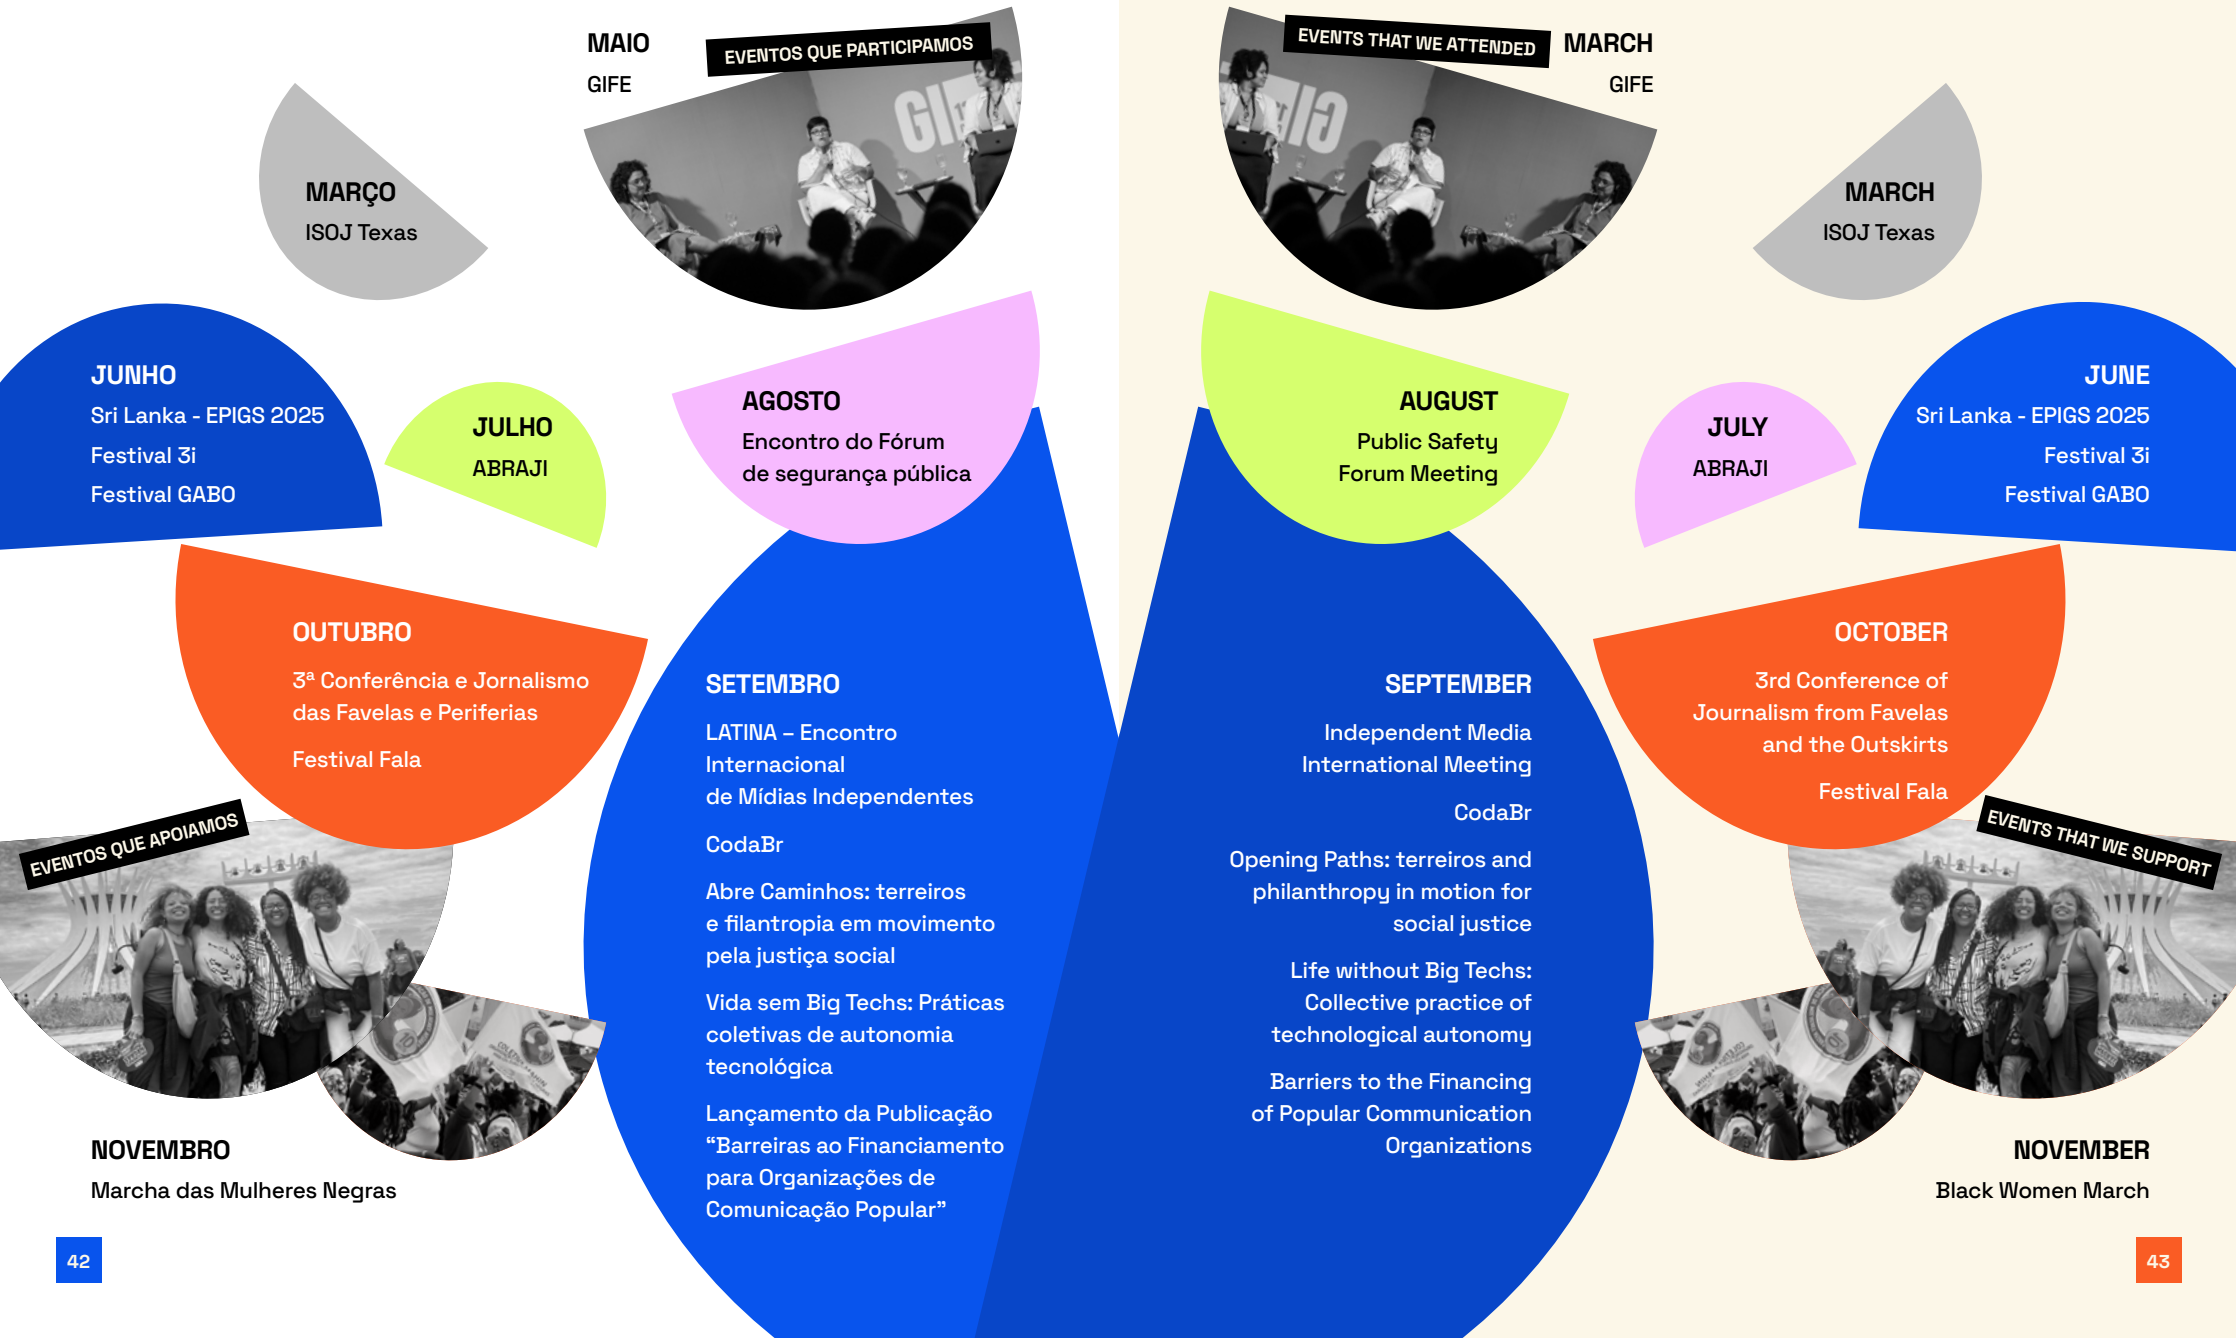 MAIO
GIFE
EVENTOS QUE PARTICIPAMOS
MARÇO
ISOJ Texas
JUNHO
Sri Lanka - EPIGS 2025
Festival 3i
Festival GABO
JULHO
ABRAJI
AGOSTO
Encontro do Fórum
de segurança pública
OUTUBRO
3ª Conferência e Jornalismo
das Favelas e Periferias
Festival Fala
SETEMBRO
LATINA – Encontro
Internacional
de Mídias Independentes
CodaBr
Abre Caminhos: terreiros
e filantropia em movimento
pela justiça social
Vida sem Big Techs: Práticas
coletivas de autonomia
tecnológica
Lançamento da Publicação
“Barreiras ao Financiamento
para Organizações de
Comunicação Popular”
EVENTOS QUE APOIAMOS
NOVEMBRO
Marcha das Mulheres Negras
42
EVENTS THAT WE ATTENDED
MARCH
GIFE
MARCH
ISOJ Texas
AUGUST
Public Safety
Forum Meeting
JULY
ABRAJI
JUNE
Sri Lanka - EPIGS 2025
Festival 3i
Festival GABO
SEPTEMBER
Independent Media
International Meeting
CodaBr
Opening Paths: terreiros and
philanthropy in motion for
social justice
Life without Big Techs:
Collective practice of
technological autonomy
Barriers to the Financing
of Popular Communication
Organizations
OCTOBER
3rd Conference of
Journalism from Favelas
and the Outskirts
Festival Fala
EVENTS THAT WE SUPPORT
NOVEMBER
Black Women March
43